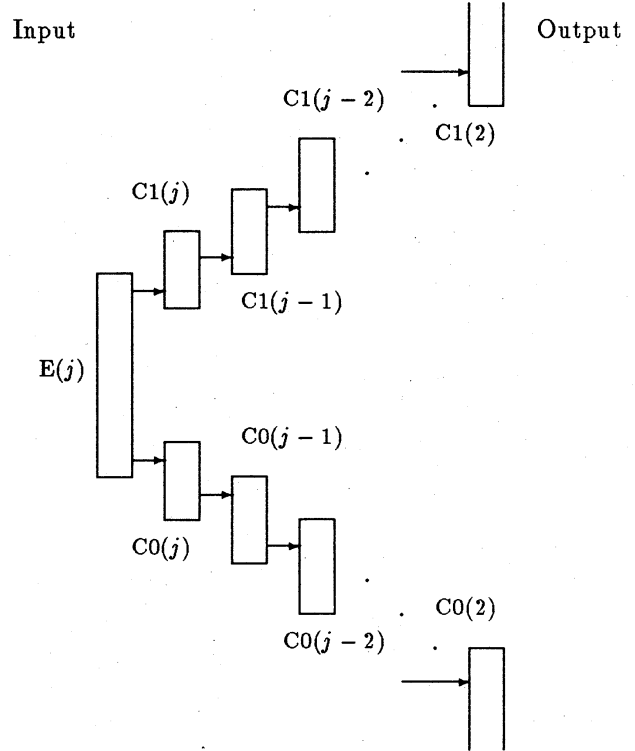 Input
Output
C1(j − 2)
C1(2)
C1(j)
C1(j − 1)
E(j)
C0(j − 1)
C0(j)
C0(2)
C0(j − 2)